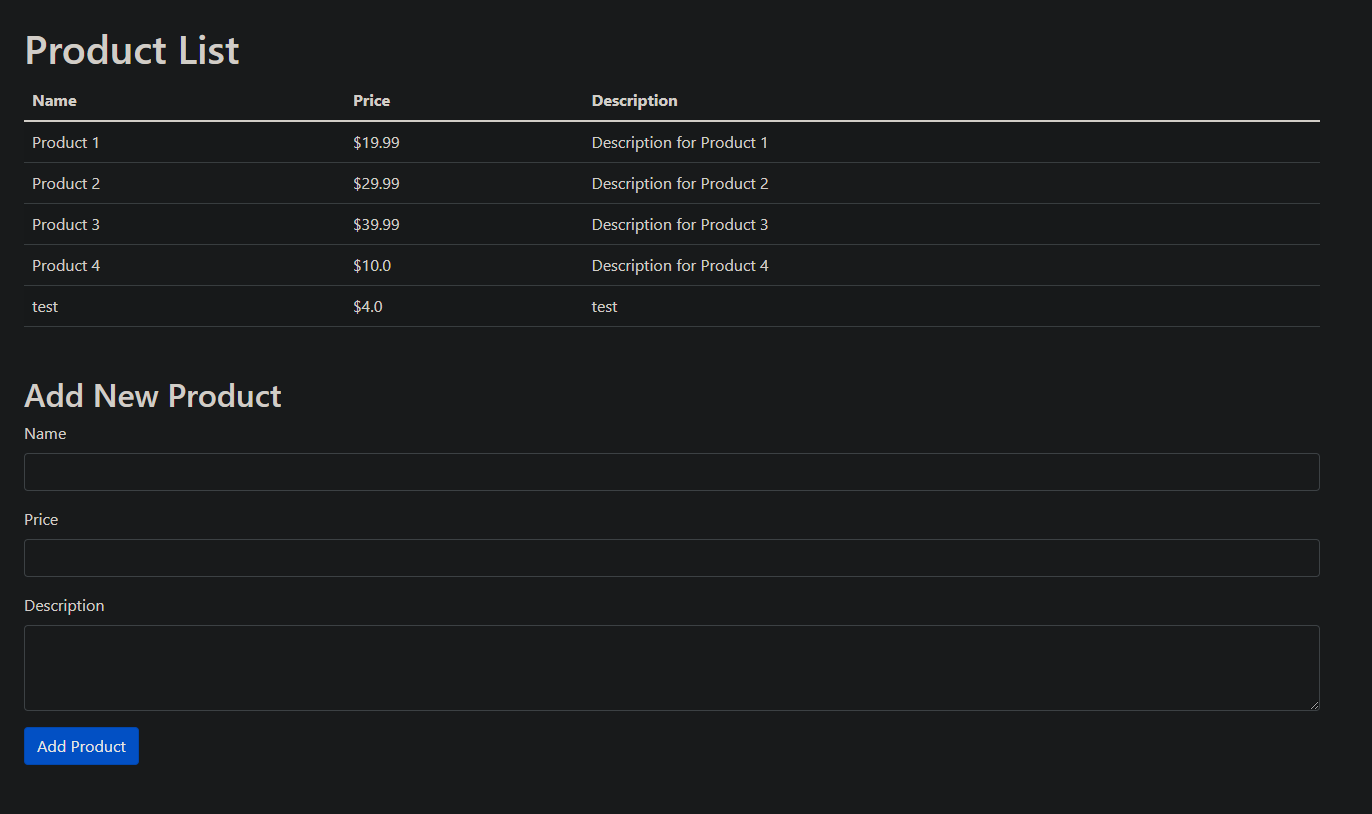 Product List
Name Price Description
Product 1 $19.99 Description for Product 1
Product 2 $29.99 Description for Product 2
Product 3 $39.99 Description for Product 3
Product 4 $10.0 Description for Product 4
test $4.0 test
Add New Product
Name
Price
Description
Add Product